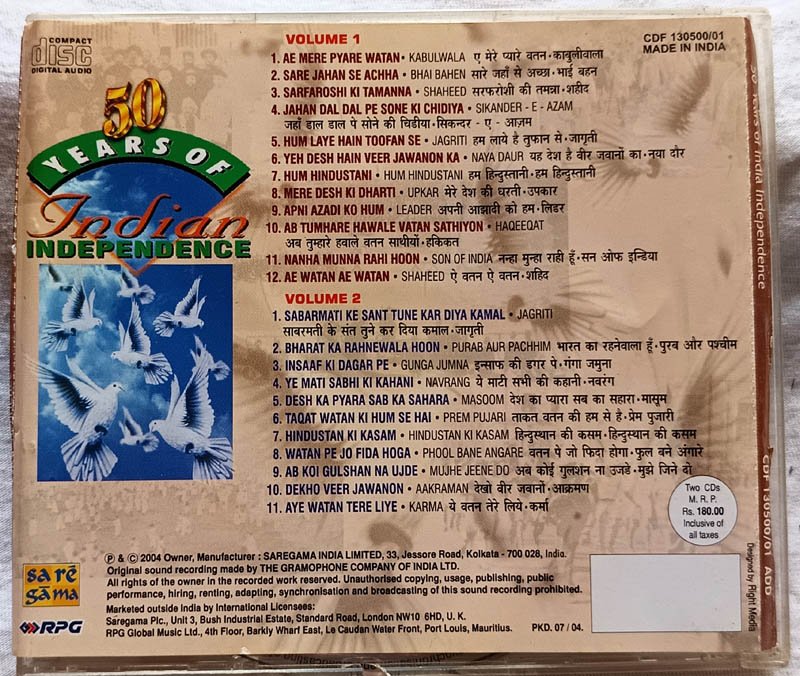 COMPACT
disc
DIGITAL AUDIO
50
YEARS OF
Indian
INDEPENDENCE
CDF 130500/01
MADE IN INDIA
VOLUME 1
1. AE MERE PYARE WATAN • KABULWALA ए मेरे प्यारे वतन • काबुलीवाला
2. SARE JAHAN SE ACHHA • BHAI BAHEN सारे जहाँ से अच्छा • भाई बहन
3. SARFAROSHI KI TAMANNA • SHAHEED सरफरोशी की तमन्ना • शहीद
4. JAHAN DAL DAL PE SONE KI CHIDIYA • SIKANDER - E - AZAM
जहाँ डाल डाल पे सोने की चिडीया • सिकन्दर - ए - आज़म
5. HUM LAYE HAIN TOOFAN SE • JAGRITI हम लाये है तुफान से • जागृती
6. YEH DESH HAIN VEER JAWANON KA • NAYA DAUR यह देश है वीर जवानों का • नया दौर
7. HUM HINDUSTANI • HUM HINDUSTANI हम हिन्दुस्तानी • हम हिन्दुस्तानी
8. MERE DESH KI DHARTI • UPKAR मेरे देश की धरती • उपकार
9. APNI AZADI KO HUM • LEADER अपनी आझादी को हम • लिडर
10. AB TUMHARE HAWALE VATAN SATHIYON • HAQEEQAT
अब तुम्हारे हवाले वतन साथीयों • हकिकत
11. NANHA MUNNA RAHI HOON • SON OF INDIA नन्हा मुन्हा राही हूँ • सन ओफ इन्डिया
12. AE WATAN AE WATAN • SHAHEED ऐ वतन ऐ वतन • शहिद
VOLUME 2
1. SABARMATI KE SANT TUNE KAR DIYA KAMAL • JAGRITI
साबरमती के संत तुने कर दिया कमाल • जागृती
2. BHARAT KA RAHNEWALA HOON • PURAB AUR PACHHIM भारत का रहनेवाला हूँ • पुरब और पश्चीम
3. INSAAF KI DAGAR PE • GUNGA JUMNA इन्साफ की डगर पे • गंगा जमुना
4. YE MATI SABHI KI KAHANI • NAVRANG ये माटी सभी की कहानी • नवरंग
5. DESH KA PYARA SAB KA SAHARA • MASOOM देश का प्यारा सब का सहारा • मासुम
6. TAQAT WATAN KI HUM SE HAI • PREM PUJARI ताकत वतन की हम से है • प्रेम पुजारी
7. HINDUSTAN KI KASAM • HINDUSTAN KI KASAM हिन्दुस्थान की कसम • हिन्दुस्थान की कसम
8. WATAN PE JO FIDA HOGA • PHOOL BANE ANGARE वतन पे जो फिदा होगा • फुल बने अंगारे
9. AB KOI GULSHAN NA UJDE • MUJHE JEENE DO अब कोई गुलशन ना उजडे • मुझे जिने दो
10. DEKHO VEER JAWANON • AAKRAMAN देखो वीर जवानों • आक्रमण
11. AYE WATAN TERE LIYE • KARMA ये वतन तेरे लिये • कर्मा
Two CDs
M. R. P.
Rs. 180.00
Inclusive of
all taxes
℗ & © 2004 Owner, Manufacturer : SAREGAMA INDIA LIMITED, 33, Jessore Road, Kolkata - 700 028, India.
Original sound recording made by THE GRAMOPHONE COMPANY OF INDIA LTD.
All rights of the owner in the recorded work reserved. Unauthorised copying, usage, publishing, public
performance, hiring, renting, adapting, synchronisation and broadcasting of this sound recording prohibited.
Marketed outside India by International Licensees:
Saregama Plc., Unit 3, Bush Industrial Estate, Standard Road, London NW10 6HD, U. K.
RPG Global Music Ltd., 4th Floor, Barkly Wharf East, Le Caudan Water Front, Port Louis, Mauritius.
PKD. 07 / 04.
sarē
gama
RPG
Designed by Right Media
50 Years of India Independence
CDF 130500/01 ADD